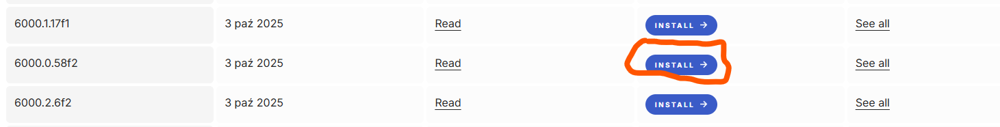 6000.1.17f1 3 paź 2025 Read INSTALL → See all
6000.0.58f2 3 paź 2025 Read INSTALL → See all
6000.2.6f2 3 paź 2025 Read INSTALL → See all